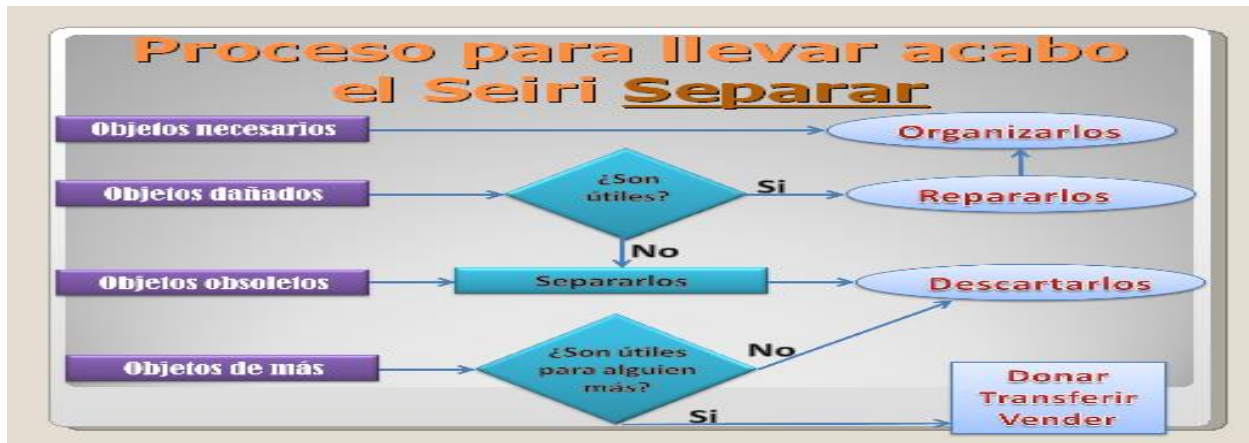 Proceso para llevar acabo
el Seiri Separar
Objetos necesarios
Organizarlos
Objetos dañados
¿Son
útiles?
Si
Repararlos
No
Objetos obsoletos
Separarlos
Descartarlos
Objetos de más
¿Son útiles
para alguien
más?
No
Si
Donar
Transferir
Vender